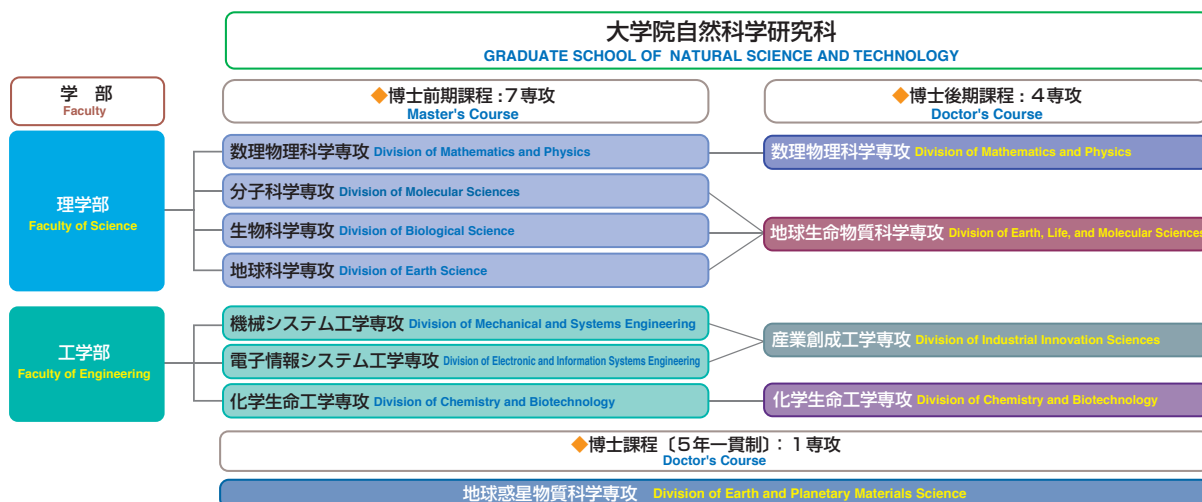 大学院自然科学研究科
GRADUATE SCHOOL OF NATURAL SCIENCE AND TECHNOLOGY
学 部
Faculty
◆博士前期課程 : 7専攻
Master's Course
◆博士後期課程 : 4専攻
Doctor's Course
理学部
Faculty of Science
数理物理科学専攻 Division of Mathematics and Physics
数理物理科学専攻 Division of Mathematics and Physics
分子科学専攻 Division of Molecular Sciences
生物科学専攻 Division of Biological Science
地球科学専攻 Division of Earth Science
地球生命物質科学専攻 Division of Earth, Life, and Molecular Sciences
工学部
Faculty of Engineering
機械システム工学専攻 Division of Mechanical and Systems Engineering
電子情報システム工学専攻 Division of Electronic and Information Systems Engineering
産業創成工学専攻 Division of Industrial Innovation Sciences
化学生命工学専攻 Division of Chemistry and Biotechnology
化学生命工学専攻 Division of Chemistry and Biotechnology
◆博士課程〔5年一貫制〕: 1専攻
Doctor's Course
地球惑星物質科学専攻 Division of Earth and Planetary Materials Science